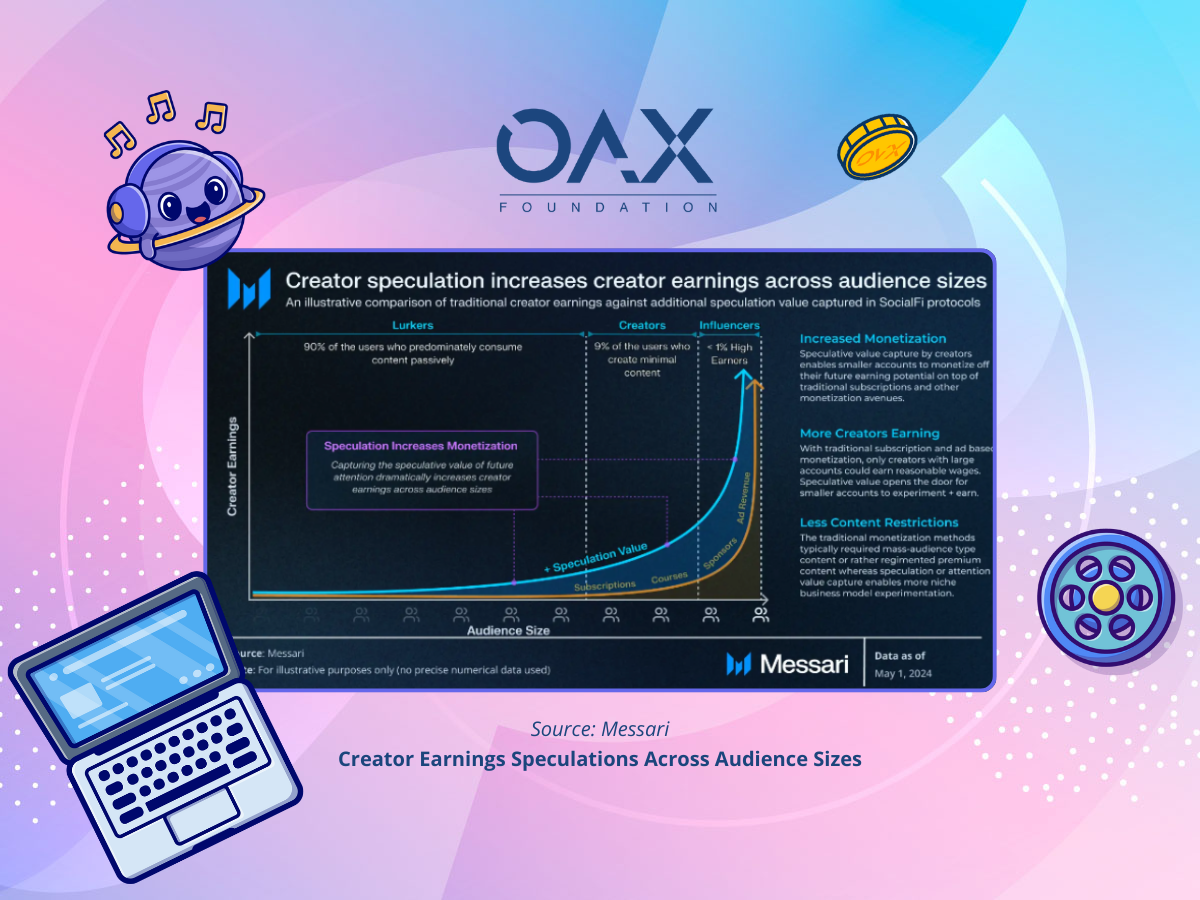 OAX
FOUNDATION
OAX
Creator speculation increases creator earnings across audience sizes
An illustrative comparison of traditional creator earnings against additional speculation value captured in SocialFi protocols
Lurkers
90% of the users who predominately consume
content passively
Creators
9% of the users who
create minimal
content
Influencers
< 1% High
Earners
Creator Earnings
Speculation Increases Monetization
Capturing the speculative value of future
attention dramatically increases creator
earnings across audience sizes
+ Speculation Value
Subscriptions
Courses
Sponsors
Ad Revenue
Audience Size
Increased Monetization
Speculative value capture by creators
enables smaller accounts to monetize off
their future earning potential on top of
traditional subscriptions and other
monetization avenues.
More Creators Earning
With traditional subscription and ad based
monetization, only creators with large
accounts could earn reasonable wages.
Speculative value opens the door for
smaller accounts to experiment + earn.
Less Content Restrictions
The traditional monetization methods
typically required mass-audience type
content or rather regimented premium
content whereas speculation or attention
value capture enables more niche
business model experimentation.
urce: Messari
te: For illustrative purposes only (no precise numerical data used)
Messari
Data as of
May 1, 2024
Source: Messari
Creator Earnings Speculations Across Audience Sizes